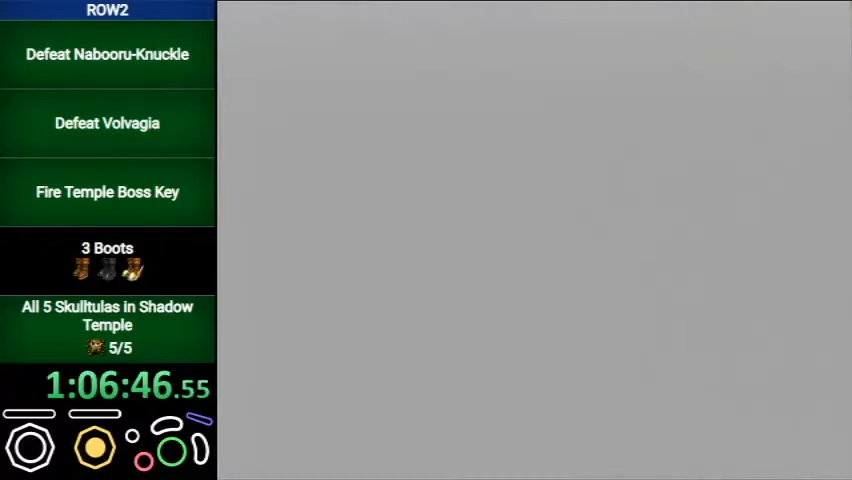 ROW2
Defeat Nabooru-Knuckle
Defeat Volvagia
Fire Temple Boss Key
3 Boots
All 5 Skulltulas in Shadow
Temple
5/5
1:06:46.55